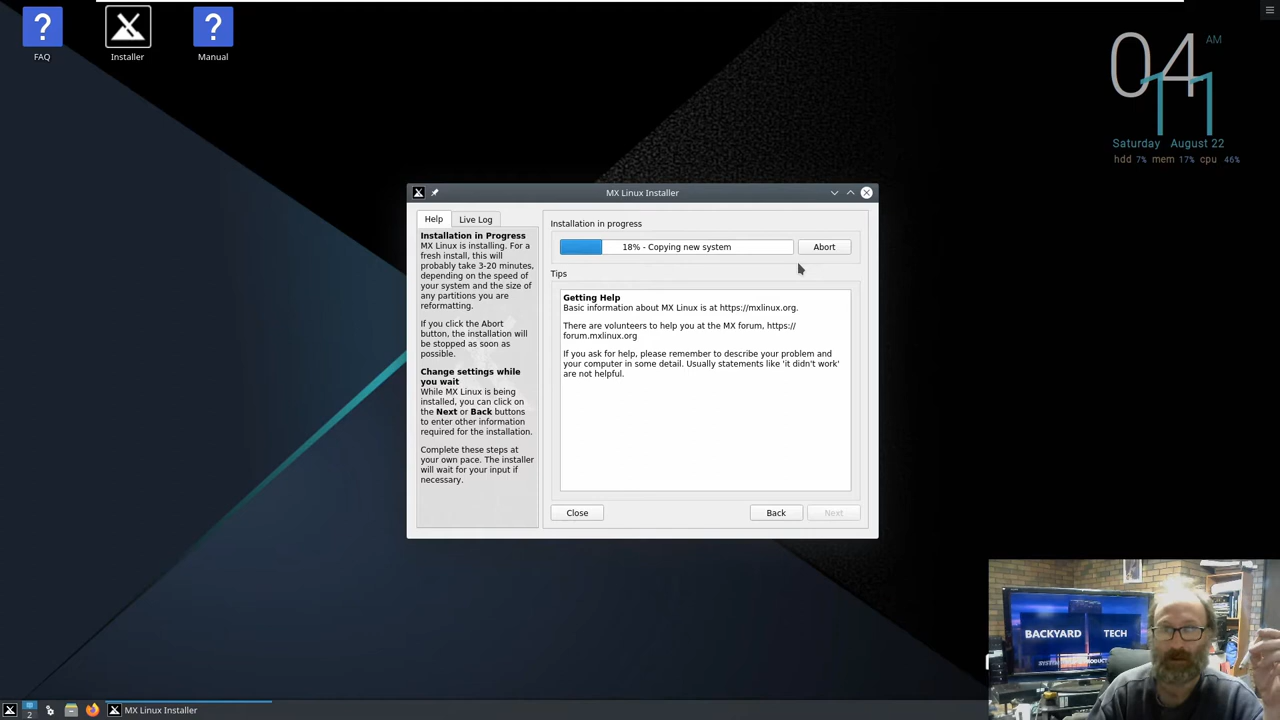 FAQ
Installer
Manual
04
AM
11
Saturday August 22
hdd 7% mem 17% cpu 46%
MX Linux Installer
Help
Live Log
Installation in Progress
MX Linux is installing. For a
fresh install, this will
probably take 3-20 minutes,
depending on the speed of
your system and the size of
any partitions you are
reformatting.
If you click the Abort
button, the installation will
be stopped as soon as
possible.
Change settings while
you wait
While MX Linux is being
installed, you can click on
the Next or Back buttons
to enter other information
required for the installation.
Complete these steps at
your own pace. The installer
will wait for your input if
necessary.
Installation in progress
18% - Copying new system
Abort
Tips
Getting Help
Basic information about MX Linux is at https://mxlinux.org.
There are volunteers to help you at the MX forum, https://
forum.mxlinux.org
If you ask for help, please remember to describe your problem and
your computer in some detail. Usually statements like 'it didn't work'
are not helpful.
Close
Back
Next
BACKYARD TECH
2
MX Linux Installer